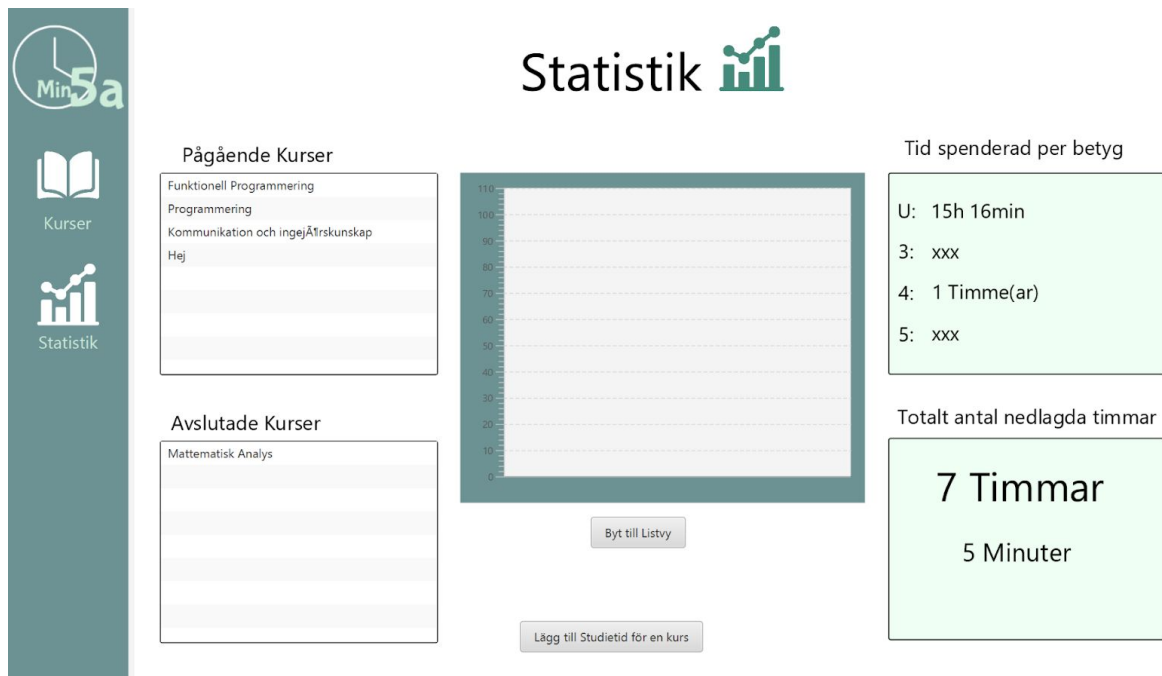 Min5a
Kurser
Statistik
Statistik
Pågående Kurser
Funktionell Programmering
Programmering
Kommunikation och ingejÃ¶rskunskap
Hej
Avslutade Kurser
Mattematisk Analys
110
100
90
80
70
60
50
40
30
20
10
0
Byt till Listvy
Lägg till Studietid för en kurs
Tid spenderad per betyg
U: 15h 16min
3: xxx
4: 1 Timme(ar)
5: xxx
Totalt antal nedlagda timmar
7 Timmar
5 Minuter